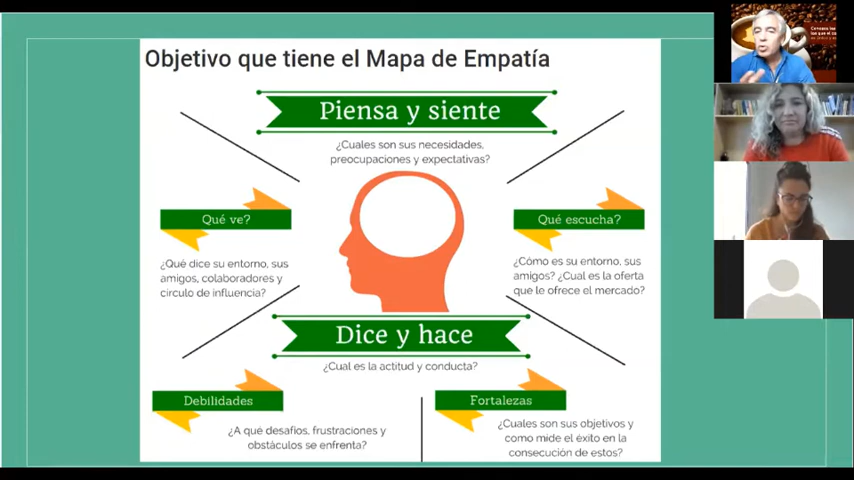 Objetivo que tiene el Mapa de Empatía
Piensa y siente
¿Cuales son sus necesidades,
preocupaciones y expectativas?
Qué ve?
¿Qué dice su entorno, sus
amigos, colaboradores y
circulo de influencia?
Qué escucha?
¿Cómo es su entorno, sus
amigos? ¿Cual es la oferta
que le ofrece el mercado?
Dice y hace
¿Cual es la actitud y conducta?
Debilidades
¿A qué desafios, frustraciones y
obstáculos se enfrenta?
Fortalezas
¿Cuales son sus objetivos y
como mide el éxito en la
consecución de estos?